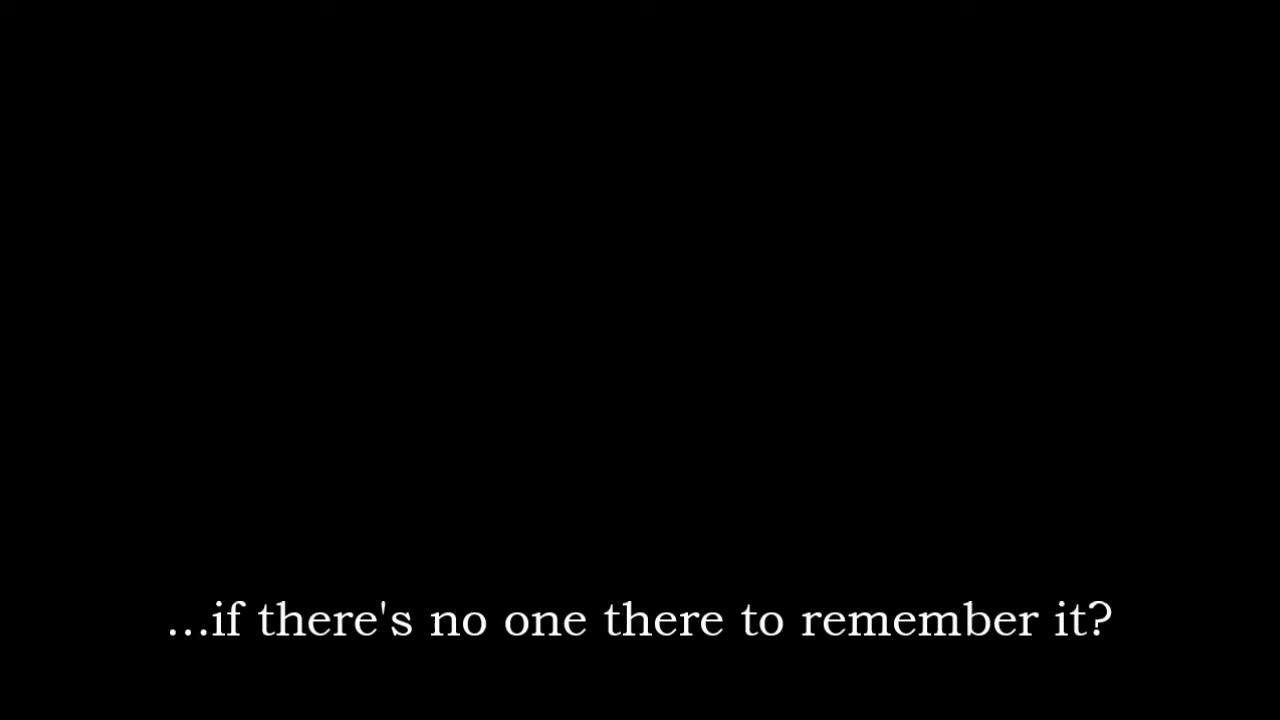 ...if there's no one there to remember it?